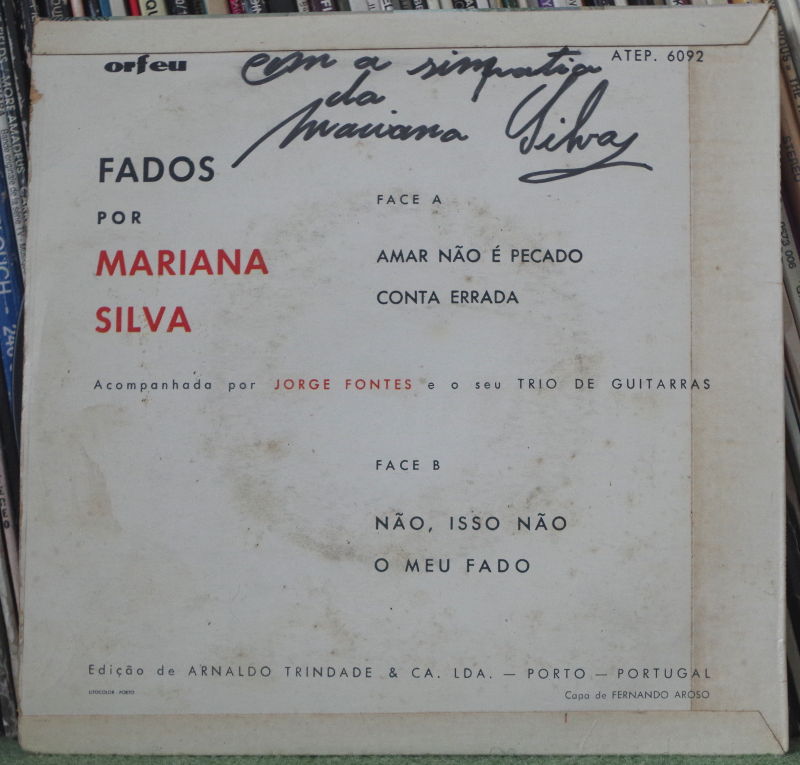 orfeu
ATEP. 6092
com a simpatia
da
Mariana Silva
FADOS
POR
MARIANA
SILVA
FACE A
AMAR NÃO É PECADO
CONTA ERRADA
Acompanhada por JORGE FONTES e o seu TRIO DE GUITARRAS
FACE B
NÃO, ISSO NÃO
O MEU FADO
Edição de ARNALDO TRINDADE & CA. LDA. — PORTO — PORTUGAL
LITOCOLOR - PORTO
Capa de FERNANDO AROSO